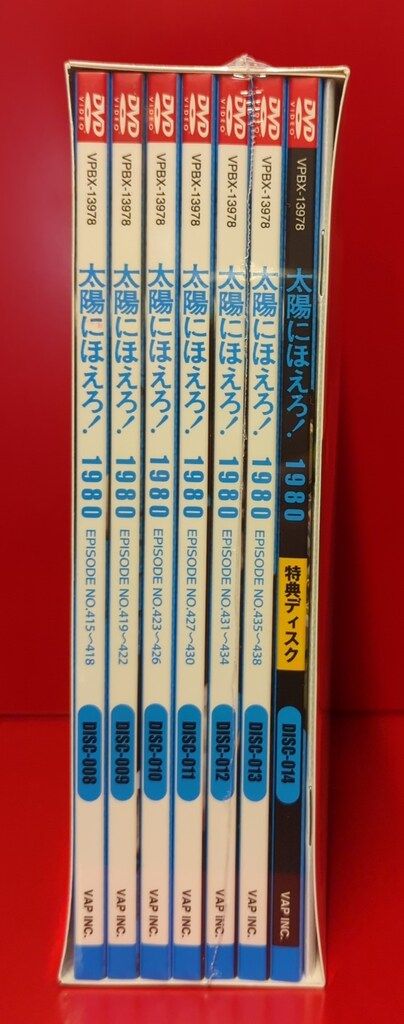 DVD
VIDEO
VPBX-13978
太陽にほえろ!
1980
EPISODE NO.415~418
DISC-008
VAP INC.
DVD
VIDEO
VPBX-13978
太陽にほえろ!
1980
EPISODE NO.419~422
DISC-009
VAP INC.
DVD
VIDEO
VPBX-13978
太陽にほえろ!
1980
EPISODE NO.423~426
DISC-010
VAP INC.
DVD
VIDEO
VPBX-13978
太陽にほえろ!
1980
EPISODE NO.427~430
DISC-011
VAP INC.
DVD
VIDEO
VPBX-13978
太陽にほえろ!
1980
EPISODE NO.431~434
DISC-012
VAP INC.
DVD
VIDEO
VPBX-13978
太陽にほえろ!
1980
EPISODE NO.435~438
DISC-013
VAP INC.
DVD
VIDEO
VPBX-13978
太陽にほえろ!
1980
特典ディスク
DISC-014
VAP INC.